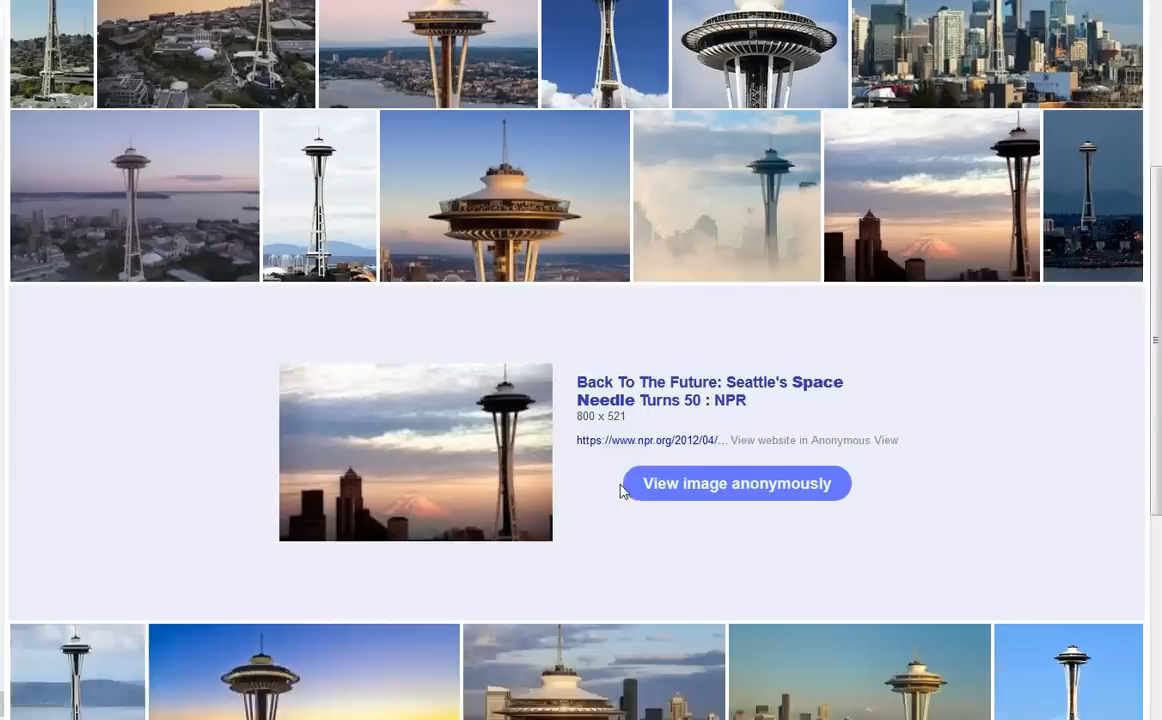 Back To The Future: Seattle's Space
Needle Turns 50 : NPR
800 x 521
https://www.npr.org/2012/04/... View website in Anonymous View
View image anonymously